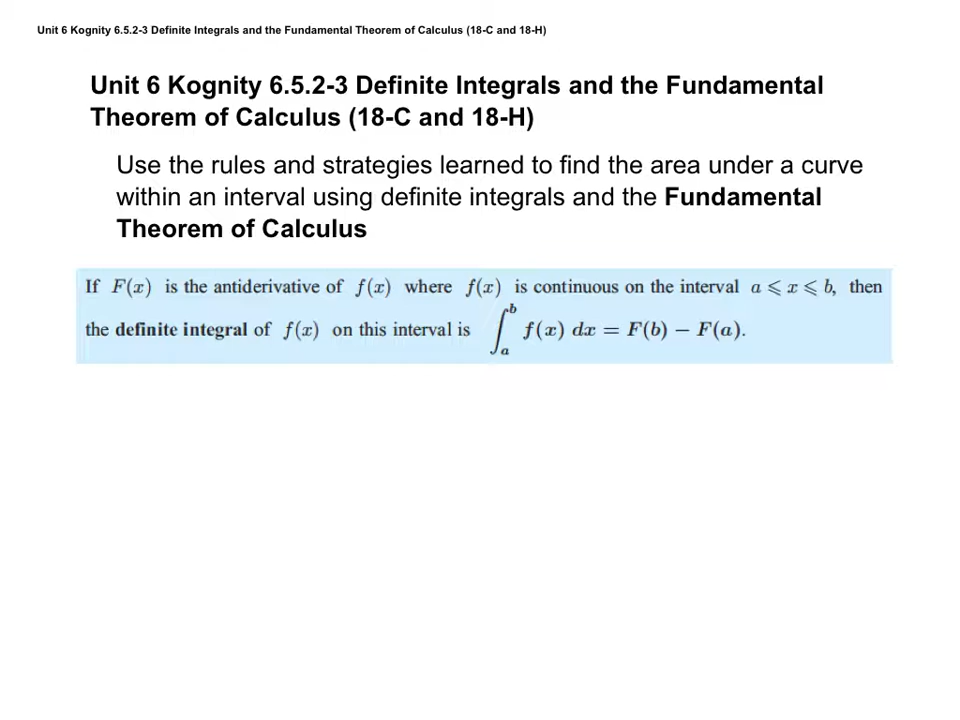 Unit 6 Kognity 6.5.2-3 Definite Integrals and the Fundamental Theorem of Calculus (18-C and 18-H)
Unit 6 Kognity 6.5.2-3 Definite Integrals and the Fundamental
Theorem of Calculus (18-C and 18-H)
Use the rules and strategies learned to find the area under a curve
within an interval using definite integrals and the Fundamental
Theorem of Calculus
If F(x) is the antiderivative of f(x) where f(x) is continuous on the interval a ⩽ x ⩽ b, then
the definite integral of f(x) on this interval is ∫_a^b f(x) dx = F(b) − F(a).